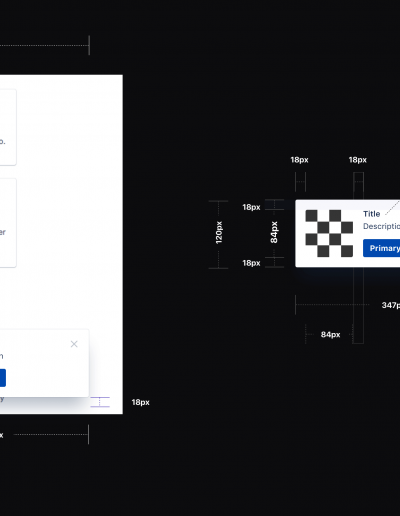 o.
er
n
y
18px
x
18px
18px
18px
84px
120px
18px
Title
Descriptio
Primary
347p
84px